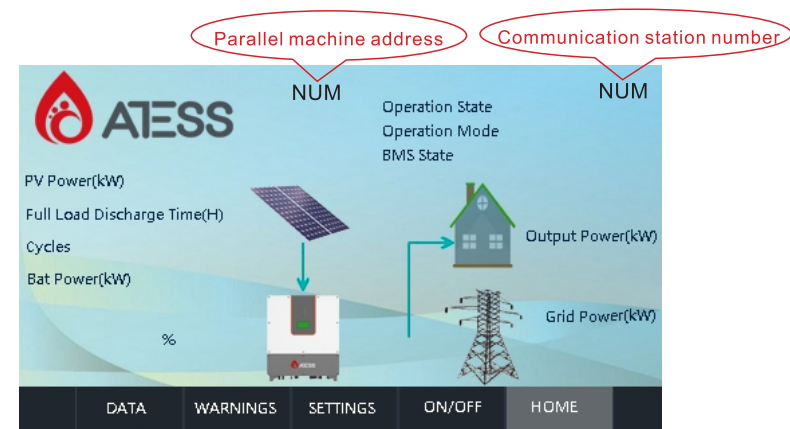 Parallel machine address
Communication station number
NUM
NUM
ATESS
Operation State
Operation Mode
BMS State
PV Power(kW)
Full Load Discharge Time(H)
Cycles
Bat Power(kW)
%
Output Power(kW)
Grid Power(kW)
ATESS
DATA
WARNINGS
SETTINGS
ON/OFF
HOME